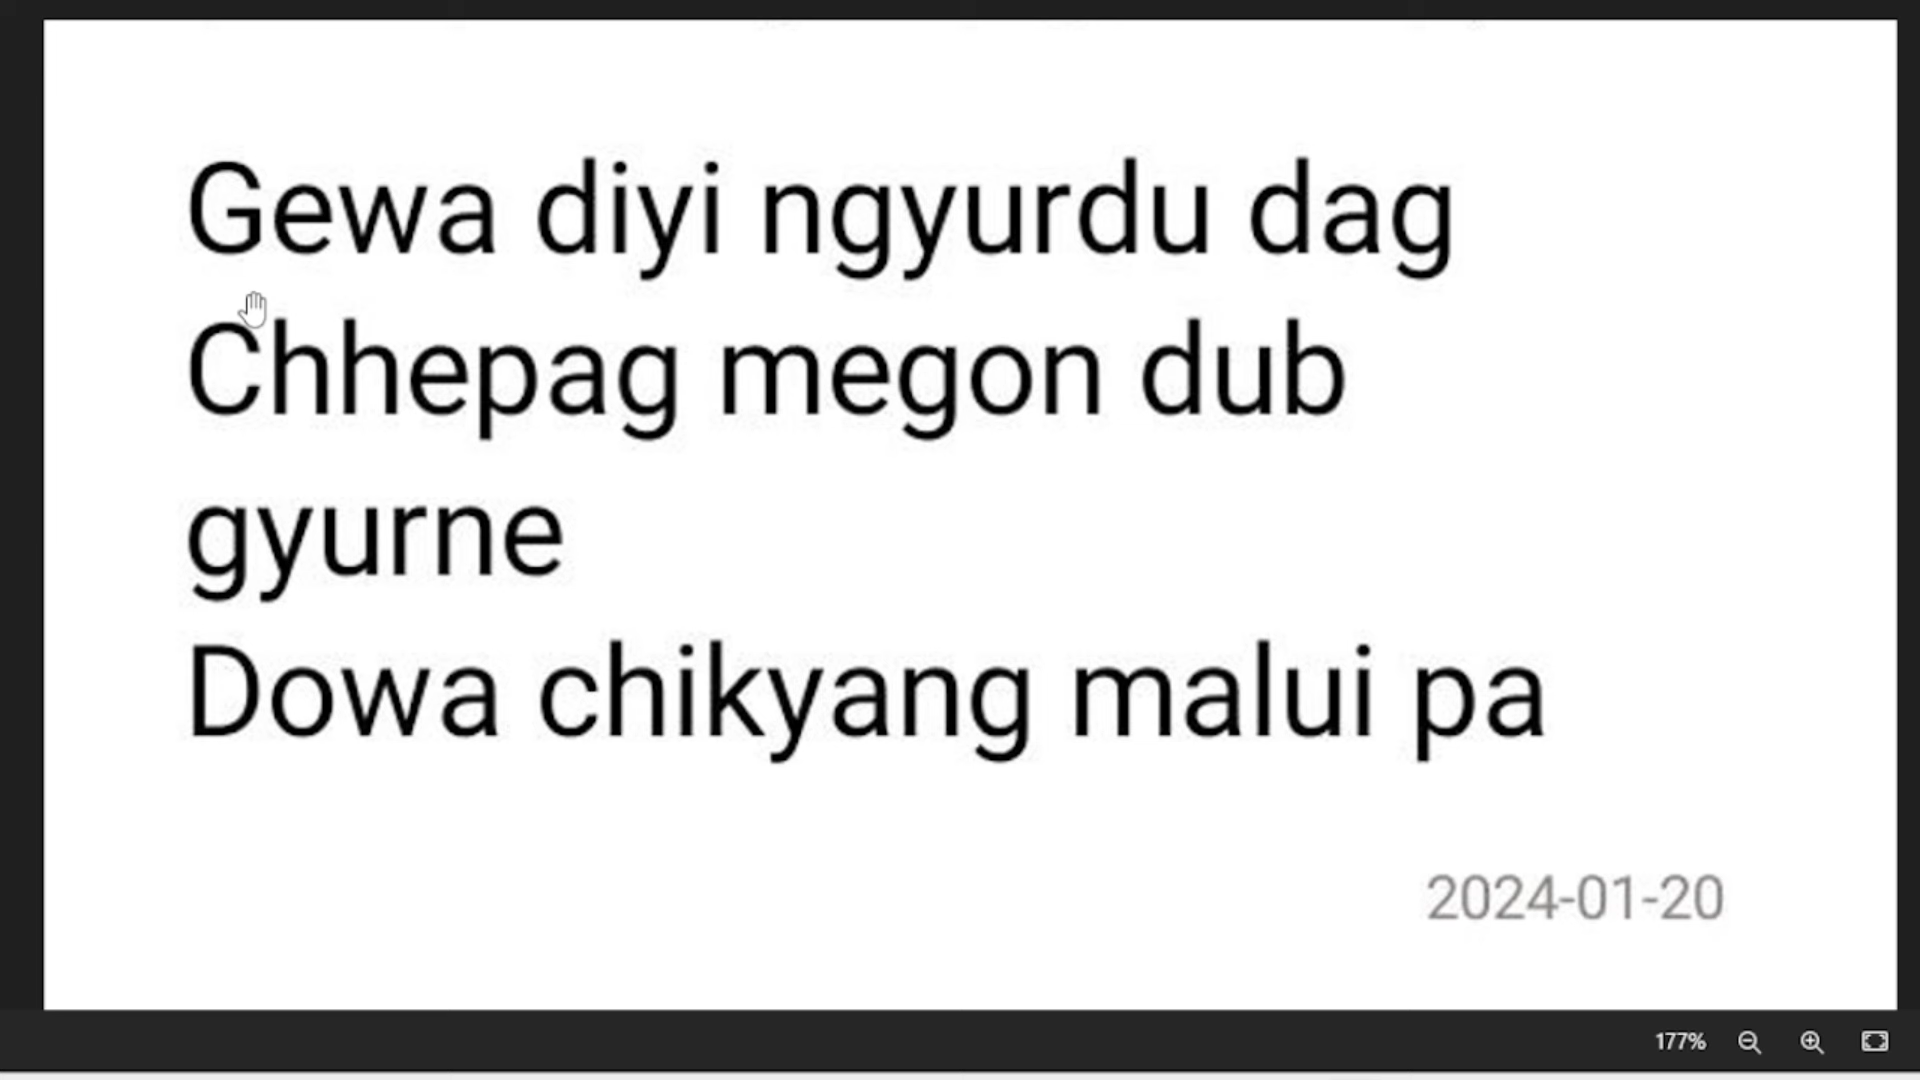 Gewa diyi ngyurdu dag
Chhepag megon dub
gyurne
Dowa chikyang malui pa
2024-01-20
177%